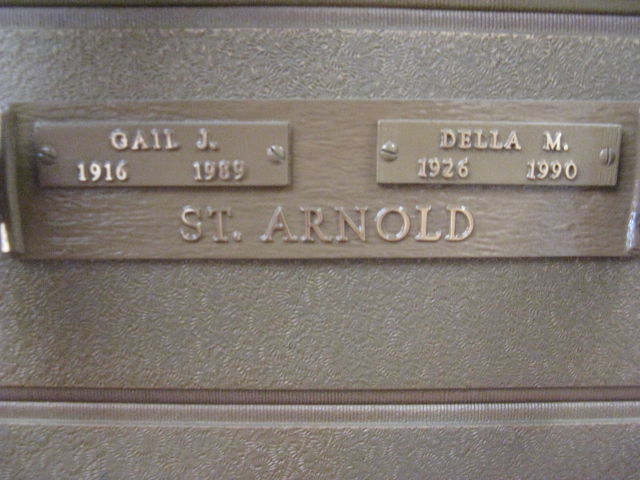 GAIL J.
1916 1989
DELLA M.
1926 1990
ST. ARNOLD